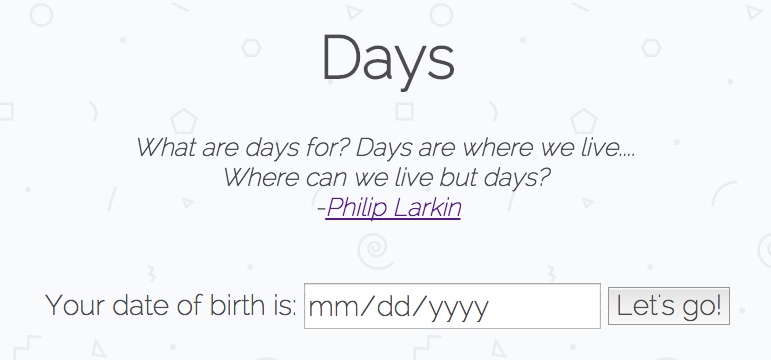 Days
What are days for? Days are where we live....
Where can we live but days?
-Philip Larkin
Your date of birth is: mm/dd/yyyy Let's go!